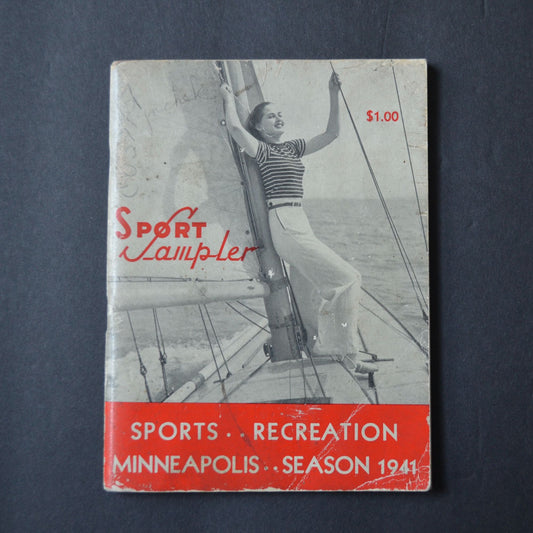 $1.00
SPORT
Sampler
SPORTS . . RECREATION
MINNEAPOLIS . . SEASON 1941